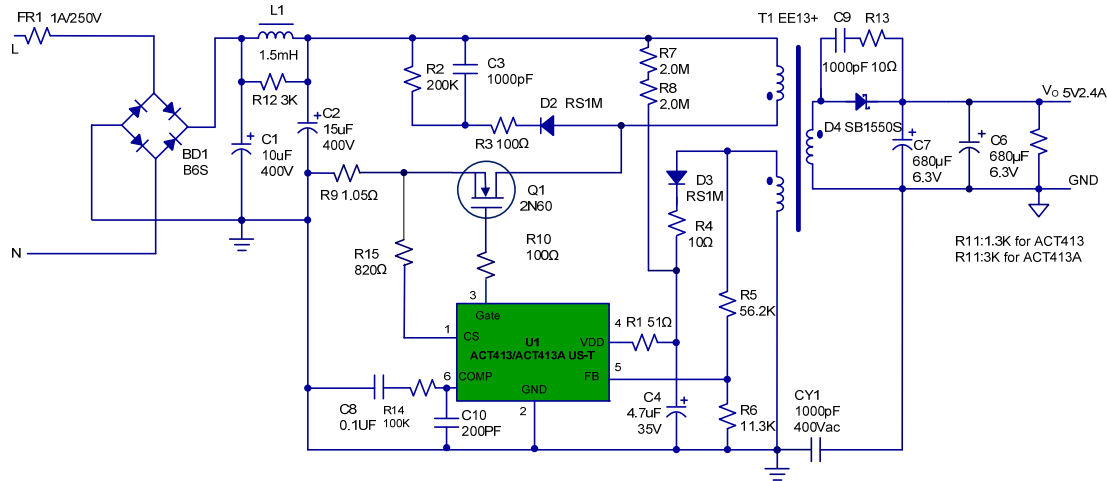 FR1 1A/250V
L
L1
1.5mH
R12 3K
C1
10uF
400V
C2
15uF
400V
BD1
B6S
N
R2
200K
C3
1000pF
R3 100Ω
D2 RS1M
R7
2.0M
R8
2.0M
T1 EE13+
C9
R13
1000pF 10Ω
VO 5V2.4A
D4 SB1550S
C7
680µF
6.3V
C6
680µF
6.3V
GND
R9 1.05Ω
Q1
2N60
D3
RS1M
R4
10Ω
R15
820Ω
R10
100Ω
R11:1.3K for ACT413
R11:3K for ACT413A
3
Gate
1
CS
U1
ACT413/ACT413A US-T
4
VDD
R1 51Ω
R5
56.2K
5
FB
6
COMP
GND
2
C8
0.1UF
R14
100K
C10
200PF
C4
4.7uF
35V
R6
11.3K
CY1
1000pF
400Vac